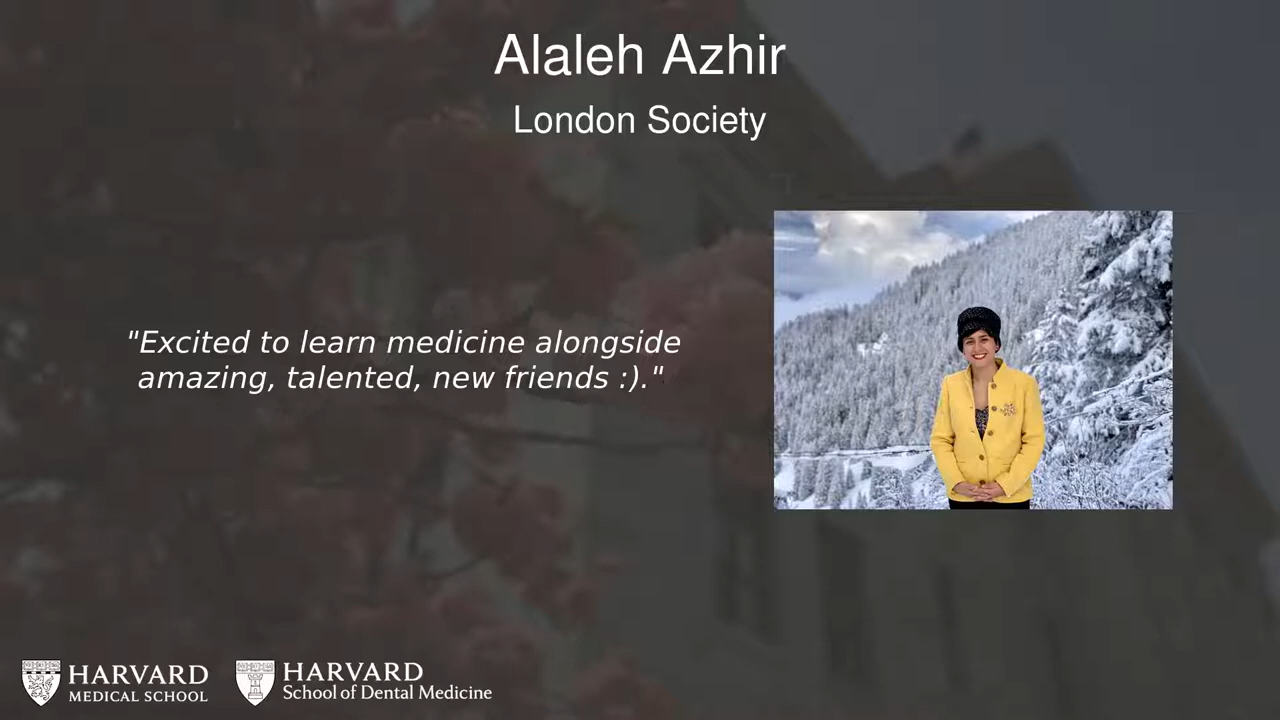 Alaleh Azhir
London Society
"Excited to learn medicine alongside
amazing, talented, new friends :)."
HARVARD
MEDICAL SCHOOL
HARVARD
School of Dental Medicine